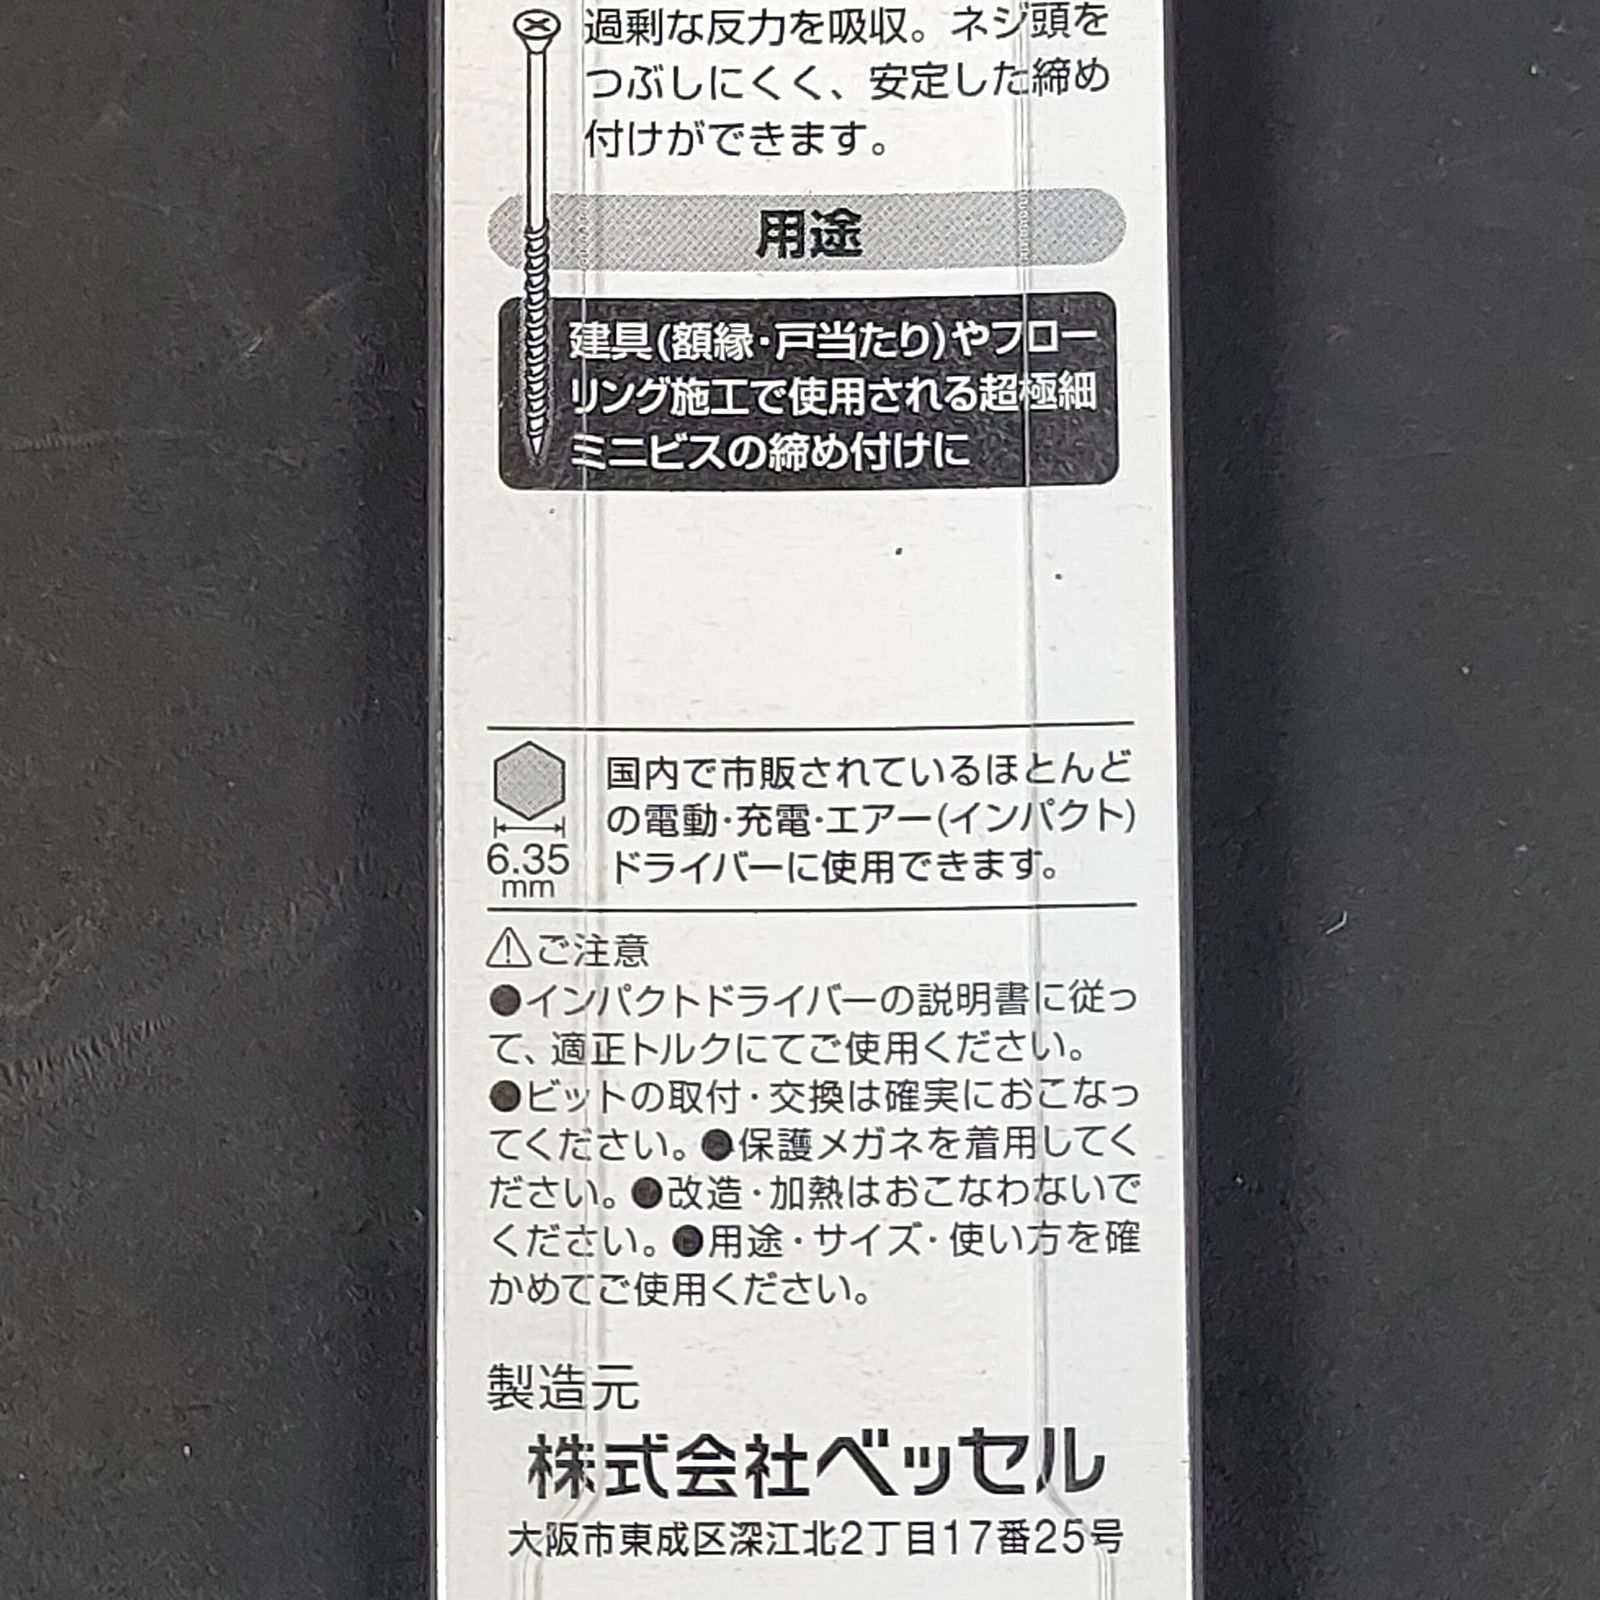 過剰な反力を吸収。ネジ頭を
つぶしにくく、安定した締め
付けができます。
用途
建具(額縁・戸当たり)やフロー
リング施工で使用される超極細
ミニビスの締め付けに
国内で市販されているほとんど
の電動・充電・エアー(インパクト)
ドライバーに使用できます。
6.35
mm
⚠ご注意
●インパクトドライバーの説明書に従っ
て、適正トルクにてご使用ください。
●ビットの取付・交換は確実におこなっ
てください。●保護メガネを着用してく
ださい。●改造・加熱はおこなわないで
ください。●用途・サイズ・使い方を確
かめてご使用ください。
製造元
株式会社ベッセル
大阪市東成区深江北2丁目17番25号